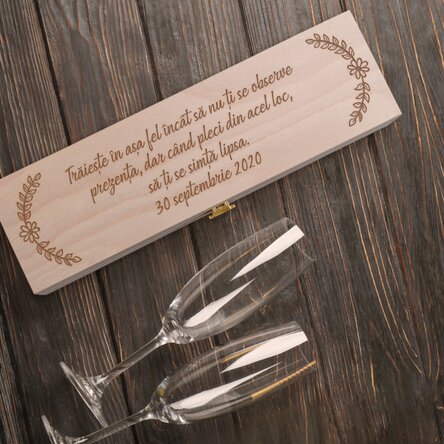 Trăiește în așa fel încât să nu ți se observe
prezența, dar când pleci din acel loc,
să ți se simtă lipsa.
30 septembrie 2020